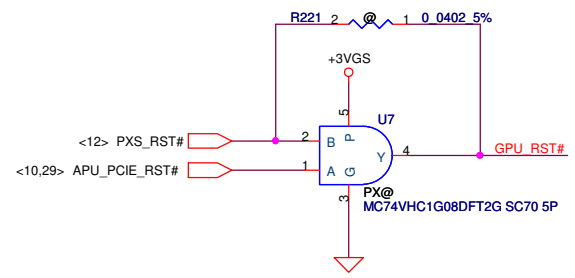 R221 2 @ 1 0_0402_5%
+3VGS
5 U7
<12> PXS_RST# 2 B P
Y 4 GPU_RST#
<10,29> APU_PCIE_RST# 1 A G
3 PX@
MC74VHC1G08DFT2G SC70 5P